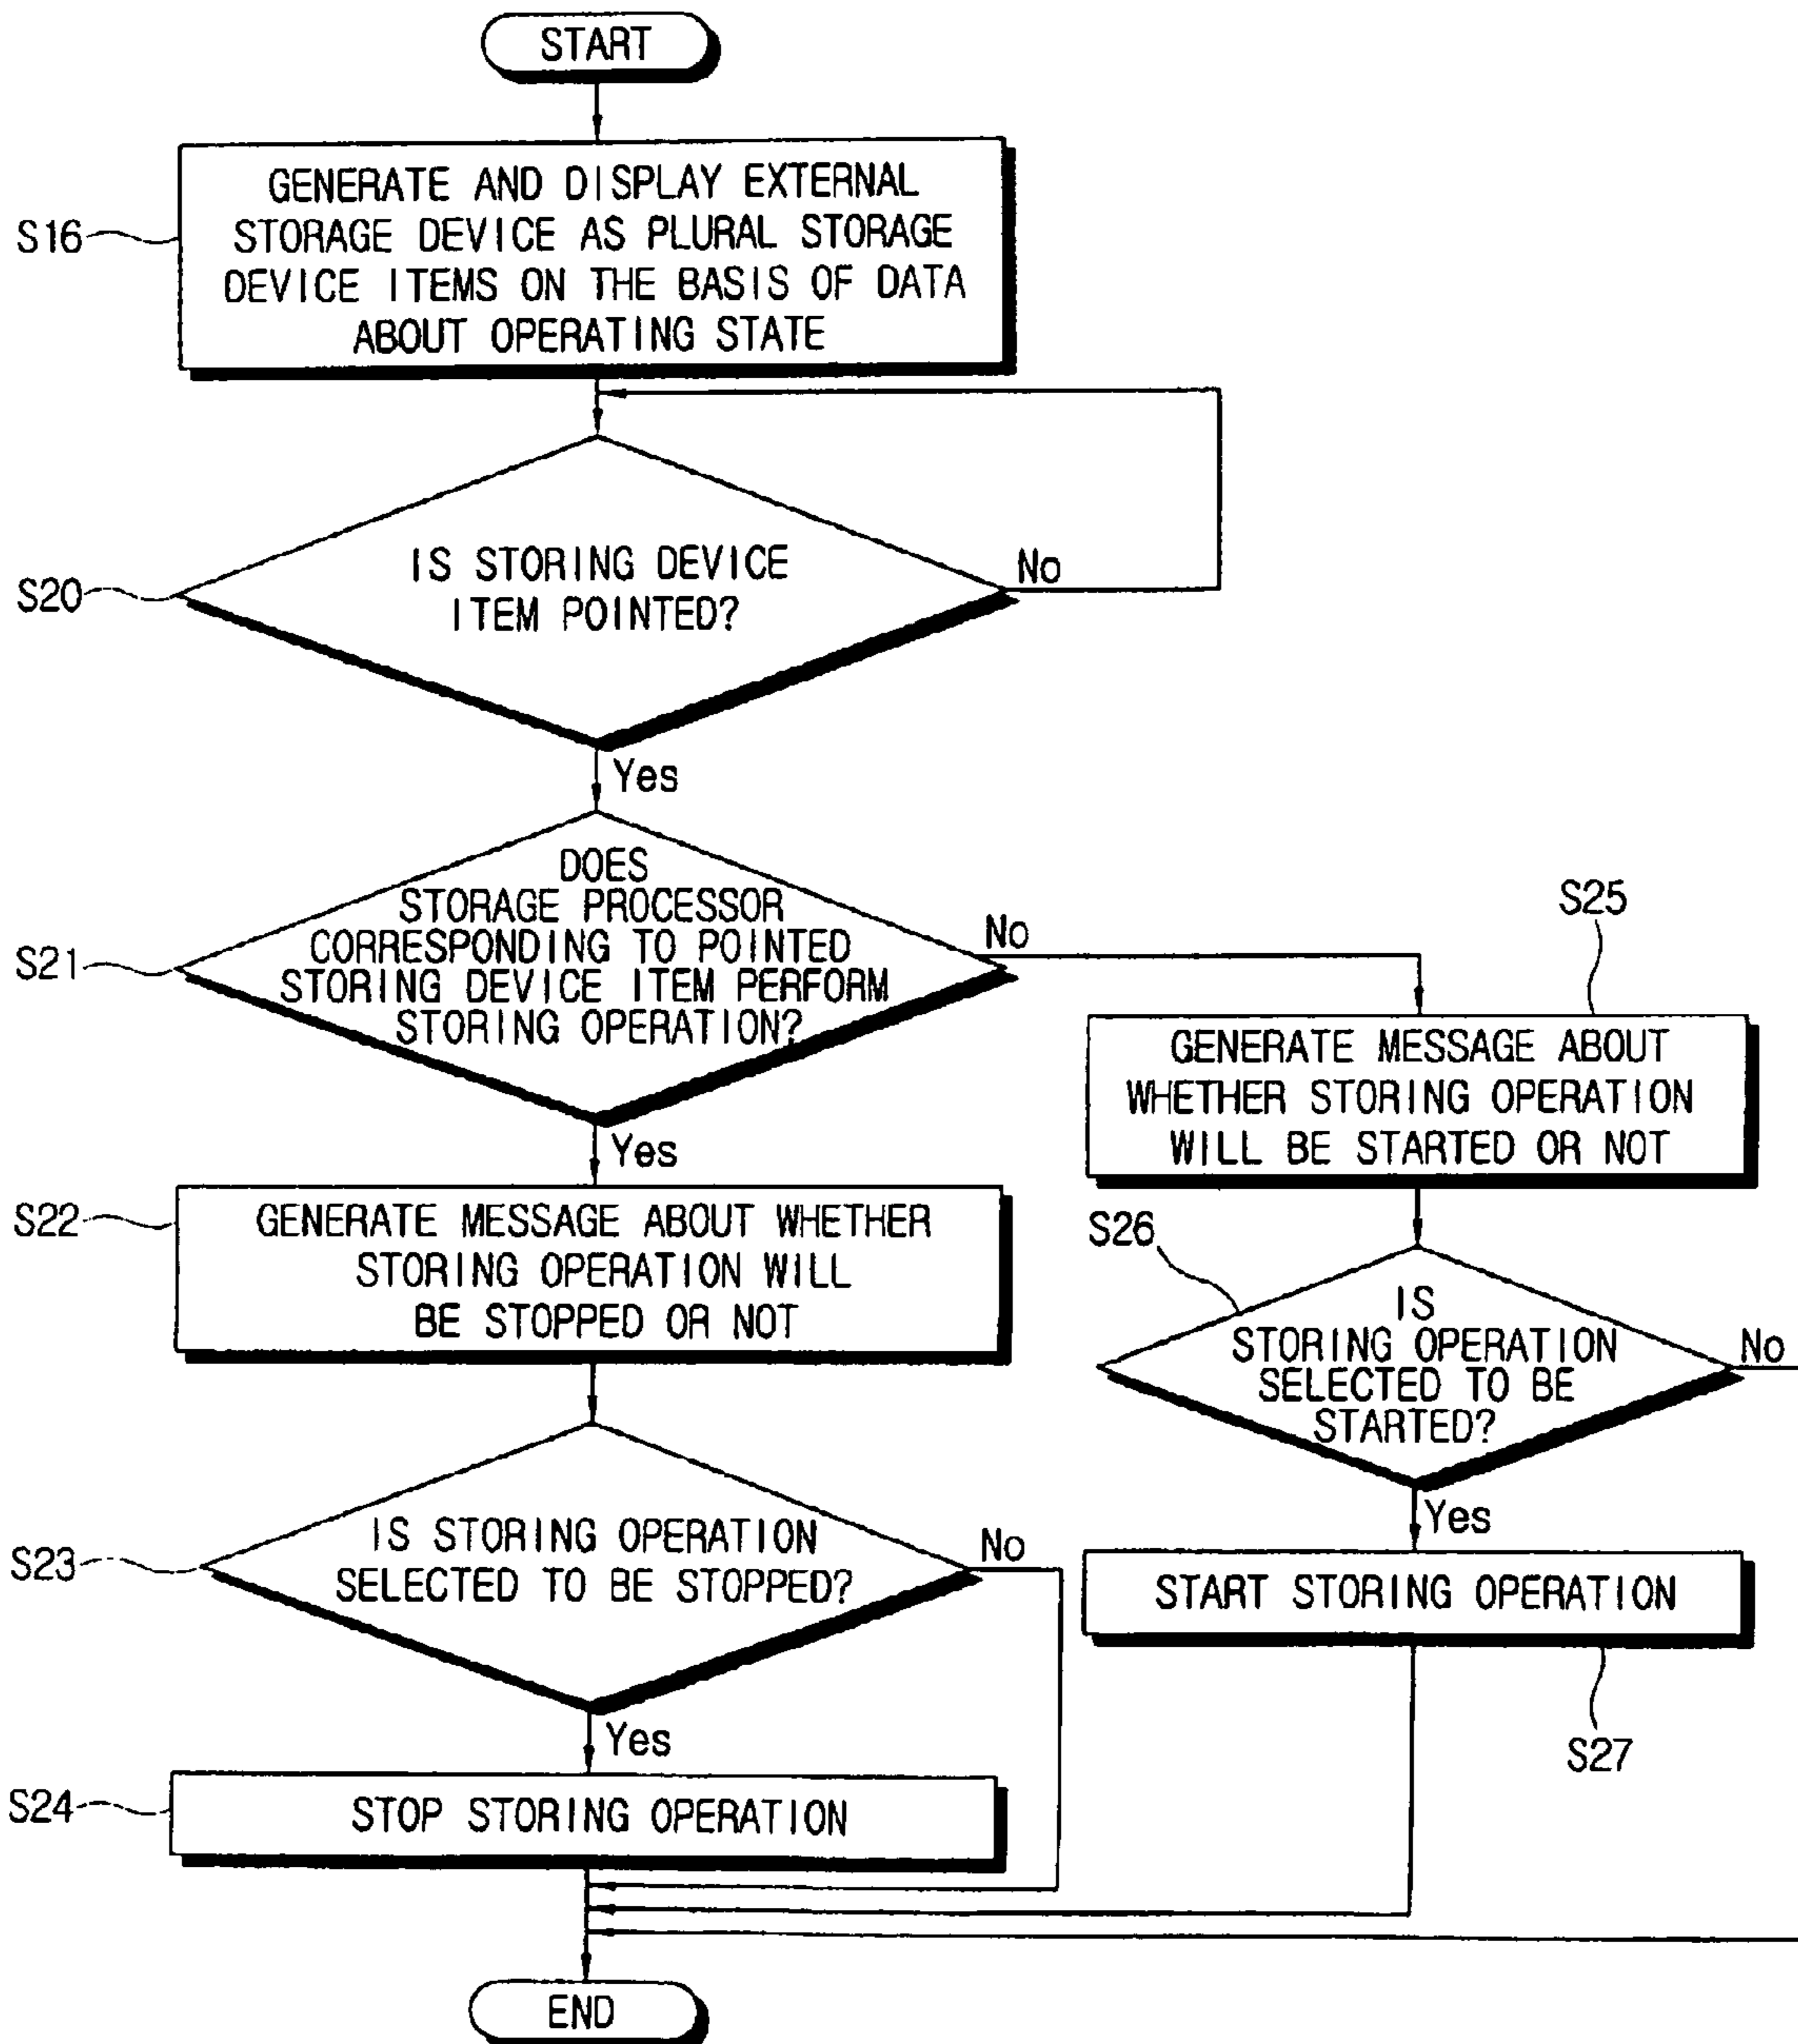 START
S16
GENERATE AND DISPLAY EXTERNAL
STORAGE DEVICE AS PLURAL STORAGE
DEVICE ITEMS ON THE BASIS OF DATA
ABOUT OPERATING STATE
S20
IS STORING DEVICE
ITEM POINTED?
No
Yes
S21
DOES
STORAGE PROCESSOR
CORRESPONDING TO POINTED
STORING DEVICE ITEM PERFORM
STORING OPERATION?
No
Yes
S22
GENERATE MESSAGE ABOUT WHETHER
STORING OPERATION WILL
BE STOPPED OR NOT
S23
IS STORING OPERATION
SELECTED TO BE STOPPED?
No
Yes
S24
STOP STORING OPERATION
S25
GENERATE MESSAGE ABOUT
WHETHER STORING OPERATION
WILL BE STARTED OR NOT
S26
IS
STORING OPERATION
SELECTED TO BE
STARTED?
No
Yes
START STORING OPERATION
S27
END